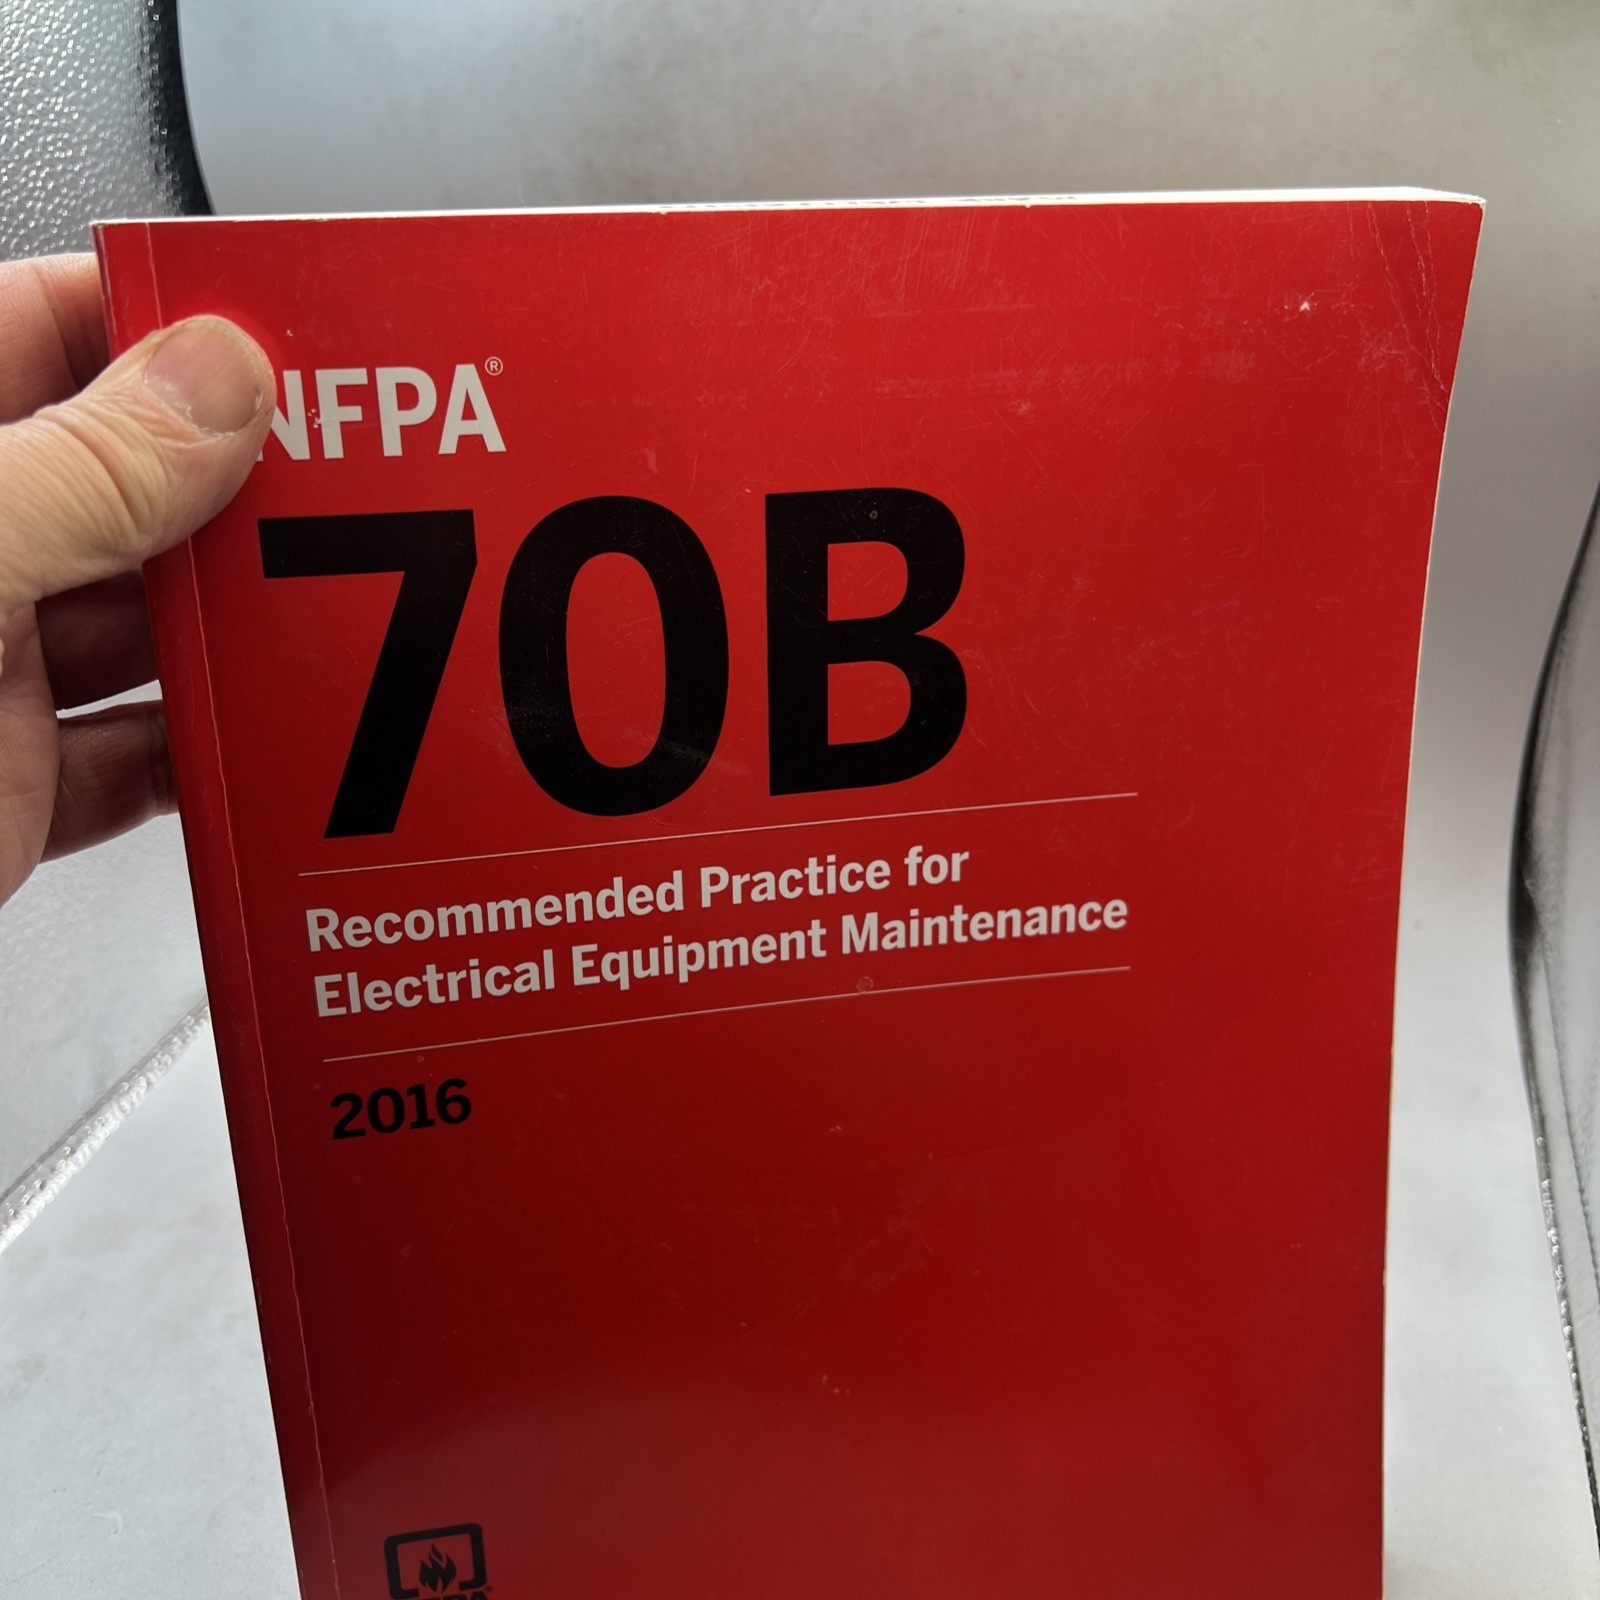 NFPA®
70B
Recommended Practice for
Electrical Equipment Maintenance
2016